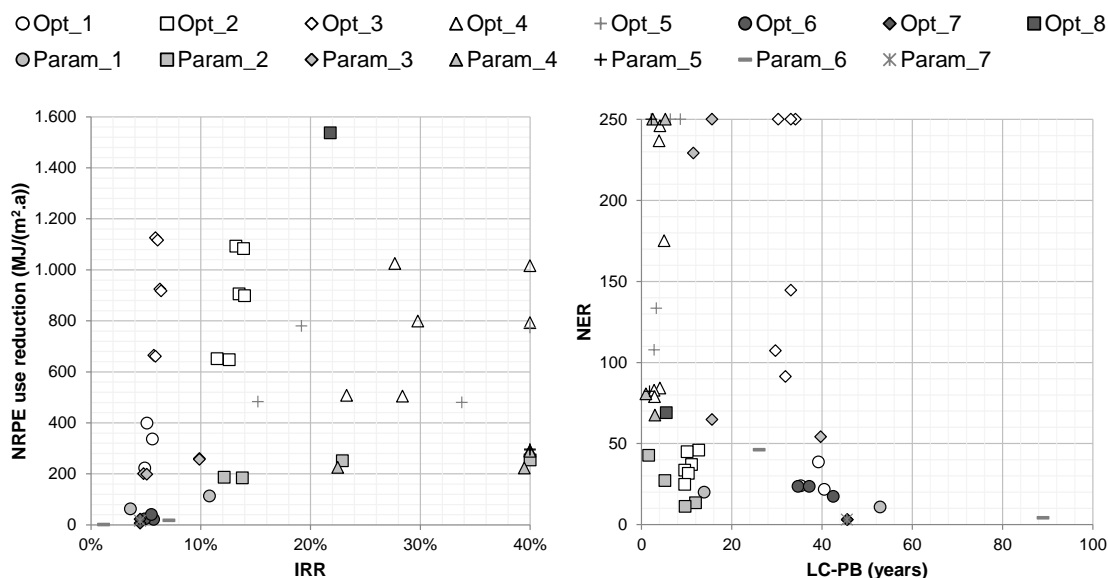 Opt_1 Opt_2 Opt_3 Opt_4 Opt_5 Opt_6 Opt_7 Opt_8
Param_1 Param_2 Param_3 Param_4 Param_5 Param_6 Param_7
NRPE use reduction (MJ/(m².a))
1.600
1.400
1.200
1.000
800
600
400
200
0
0% 10% 20% 30% 40%
IRR
NER
250
200
150
100
50
0
0 20 40 60 80 100
LC-PB (years)